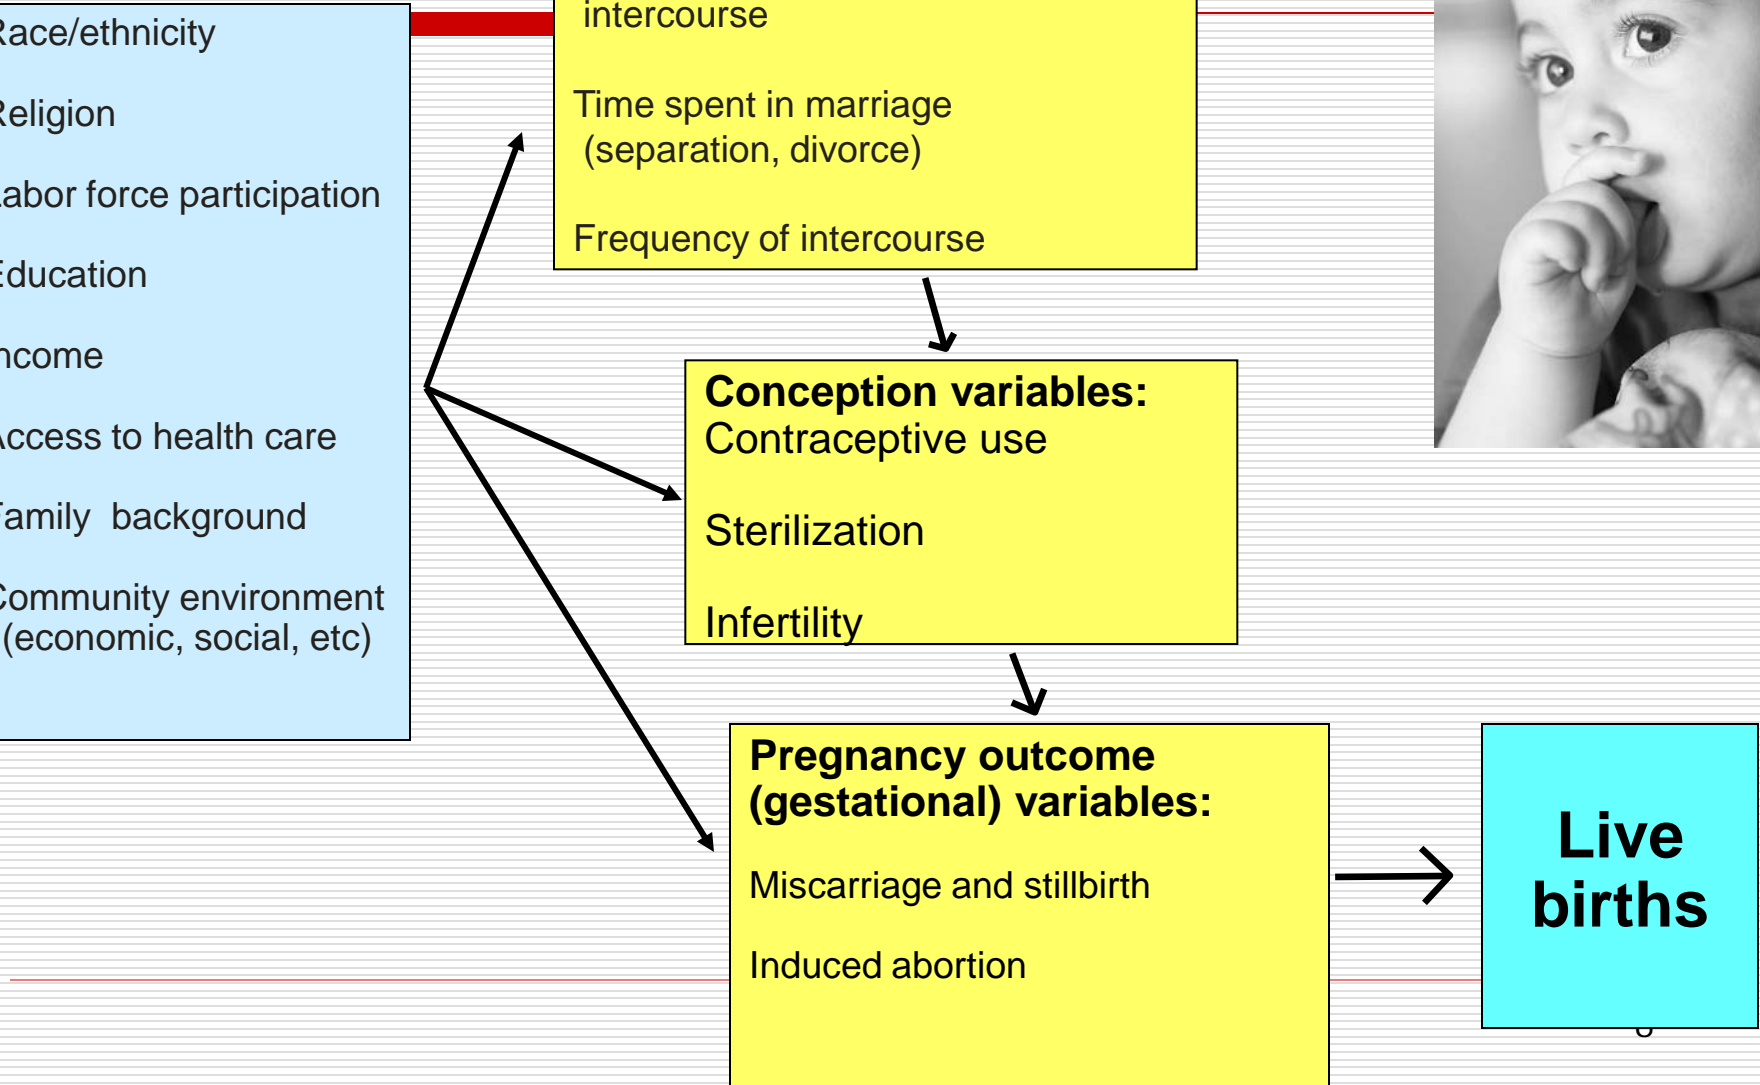 Race/ethnicity
Religion
Labor force participation
Education
Income
Access to health care
Family background
Community environment
(economic, social, etc)
intercourse
Time spent in marriage
(separation, divorce)
Frequency of intercourse
Conception variables:
Contraceptive use
Sterilization
Infertility
Pregnancy outcome
(gestational) variables:
Miscarriage and stillbirth
Induced abortion
Live
births